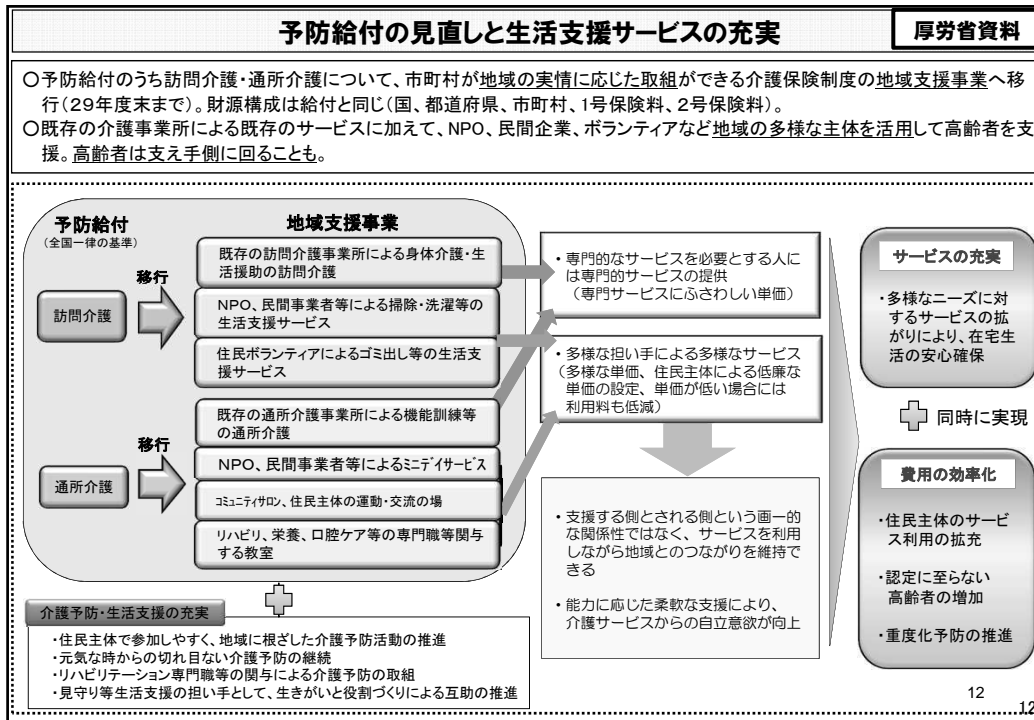 予防給付の見直しと生活支援サービスの充実
厚労省資料
○予防給付のうち訪問介護・通所介護について、市町村が地域の実情に応じた取組ができる介護保険制度の地域支援事業へ移
行(29年度末まで)。財源構成は給付と同じ(国、都道府県、市町村、1号保険料、2号保険料)。
○既存の介護事業所による既存のサービスに加えて、NPO、民間企業、ボランティアなど地域の多様な主体を活用して高齢者を支
援。高齢者は支え手側に回ることも。
予防給付
(全国一律の基準)
地域支援事業
移行
訪問介護
既存の訪問介護事業所による身体介護・生
活援助の訪問介護
NPO、民間事業者等による掃除・洗濯等の
生活支援サービス
住民ボランティアによるゴミ出し等の生活支
援サービス
移行
通所介護
既存の通所介護事業所による機能訓練等
の通所介護
NPO、民間事業者等によるミニデイサービス
コミュニティサロン、住民主体の運動・交流の場
リハビリ、栄養、口腔ケア等の専門職等関与
する教室
・専門的なサービスを必要とする人に
は専門的サービスの提供
(専門サービスにふさわしい単価)
・多様な担い手による多様なサービス
(多様な単価、住民主体による低廉な
単価の設定、単価が低い場合には
利用料も低減)
・支援する側とされる側という画一的
な関係性ではなく、サービスを利用
しながら地域とのつながりを維持で
きる
・能力に応じた柔軟な支援により、
介護サービスからの自立意欲が向上
サービスの充実
・多様なニーズに対
するサービスの拡
がりにより、在宅生
活の安心確保
同時に実現
費用の効率化
・住民主体のサービ
ス利用の拡充
・認定に至らない
高齢者の増加
・重度化予防の推進
介護予防・生活支援の充実
・住民主体で参加しやすく、地域に根ざした介護予防活動の推進
・元気な時からの切れ目ない介護予防の継続
・リハビリテーション専門職等の関与による介護予防の取組
・見守り等生活支援の担い手として、生きがいと役割づくりによる互助の推進
12
12